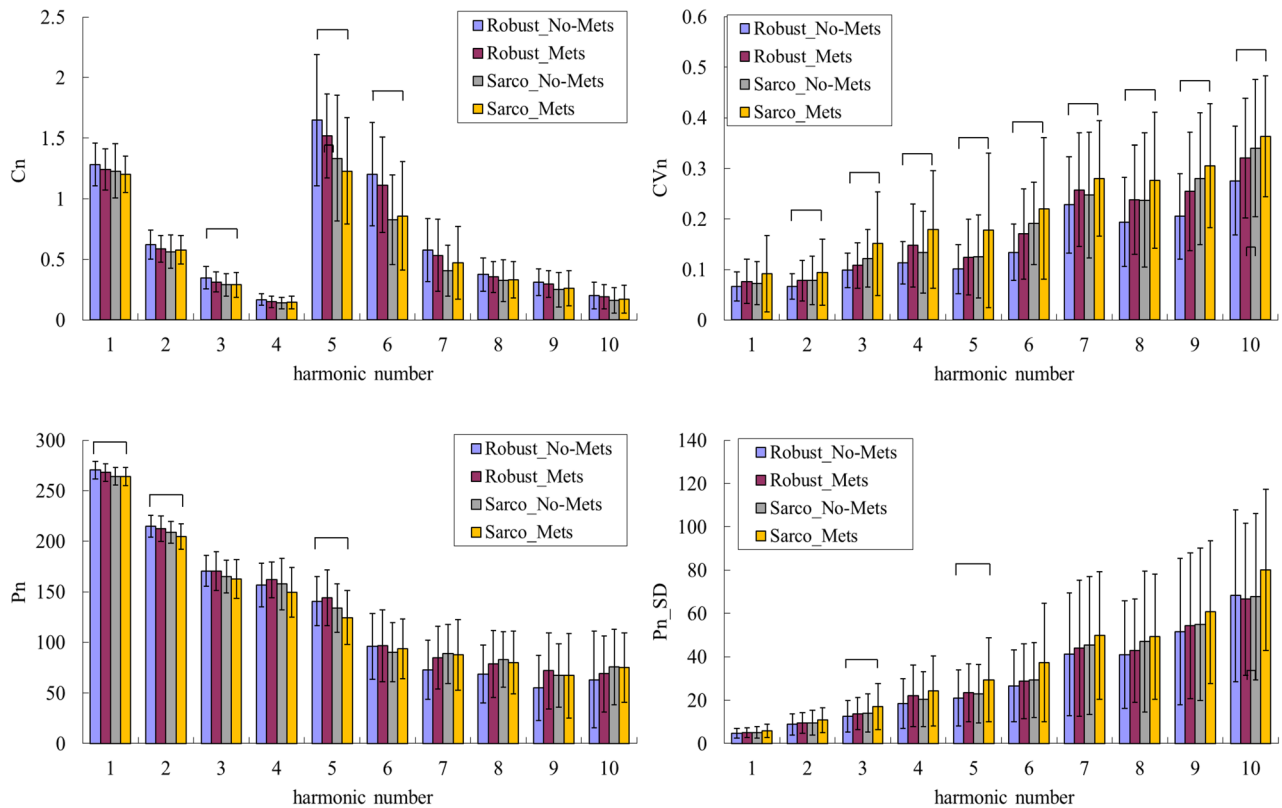 2.5
2
1.5
1
0.5
0
Cn
Robust_No-Mets
Robust_Mets
Sarco_No-Mets
Sarco_Mets
1 2 3 4 5 6 7 8 9 10
harmonic number
0.6
0.5
0.4
0.3
0.2
0.1
0
CVn
Robust_No-Mets
Robust_Mets
Sarco_No-Mets
Sarco_Mets
1 2 3 4 5 6 7 8 9 10
harmonic number
300
250
200
150
100
50
0
Pn
Robust_No-Mets
Robust_Mets
Sarco_No-Mets
Sarco_Mets
1 2 3 4 5 6 7 8 9 10
harmonic number
140
120
100
80
60
40
20
0
Pn_SD
Robust_No-Mets
Robust_Mets
Sarco_No-Mets
Sarco_Mets
1 2 3 4 5 6 7 8 9 10
harmonic number